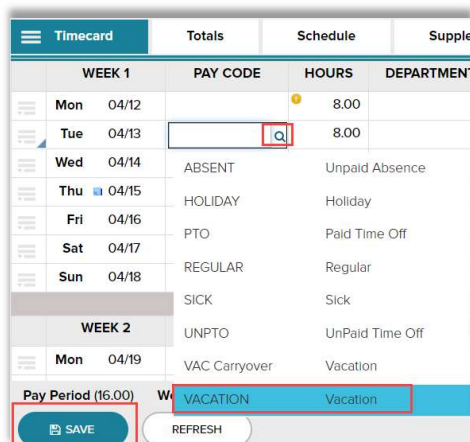 Timecard Totals Schedule Supple
WEEK 1 PAY CODE HOURS DEPARTMENT
Mon 04/12 8.00
Tue 04/13 8.00
Wed 04/14 ABSENT Unpaid Absence
Thu 04/15 HOLIDAY Holiday
Fri 04/16 PTO Paid Time Off
Sat 04/17 REGULAR Regular
Sun 04/18 SICK Sick
WEEK 2 UNPTO UnPaid Time Off
Mon 04/19 VAC Carryover Vacation
Pay Period (16.00) We VACATION Vacation
SAVE REFRESH